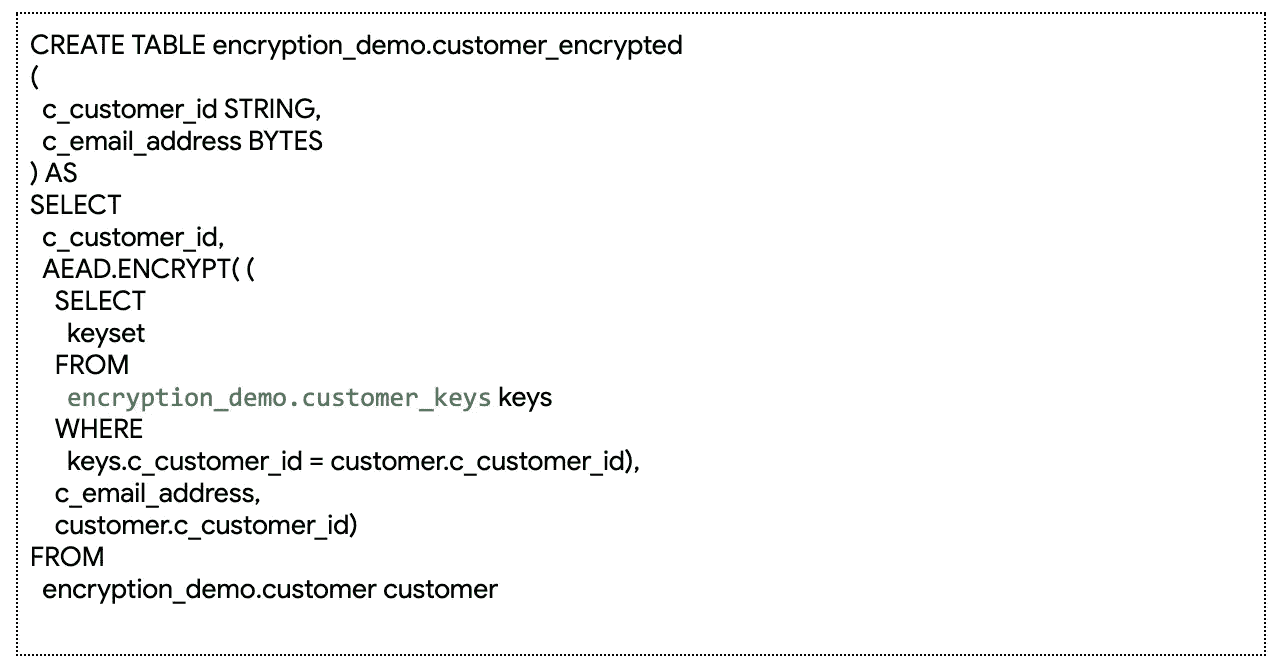 CREATE TABLE encryption_demo.customer_encrypted
(
c_customer_id STRING,
c_email_address BYTES
) AS
SELECT
c_customer_id,
AEAD.ENCRYPT( (
SELECT
keyset
FROM
encryption_demo.customer_keys keys
WHERE
keys.c_customer_id = customer.c_customer_id),
c_email_address,
customer.c_customer_id)
FROM
encryption_demo.customer customer